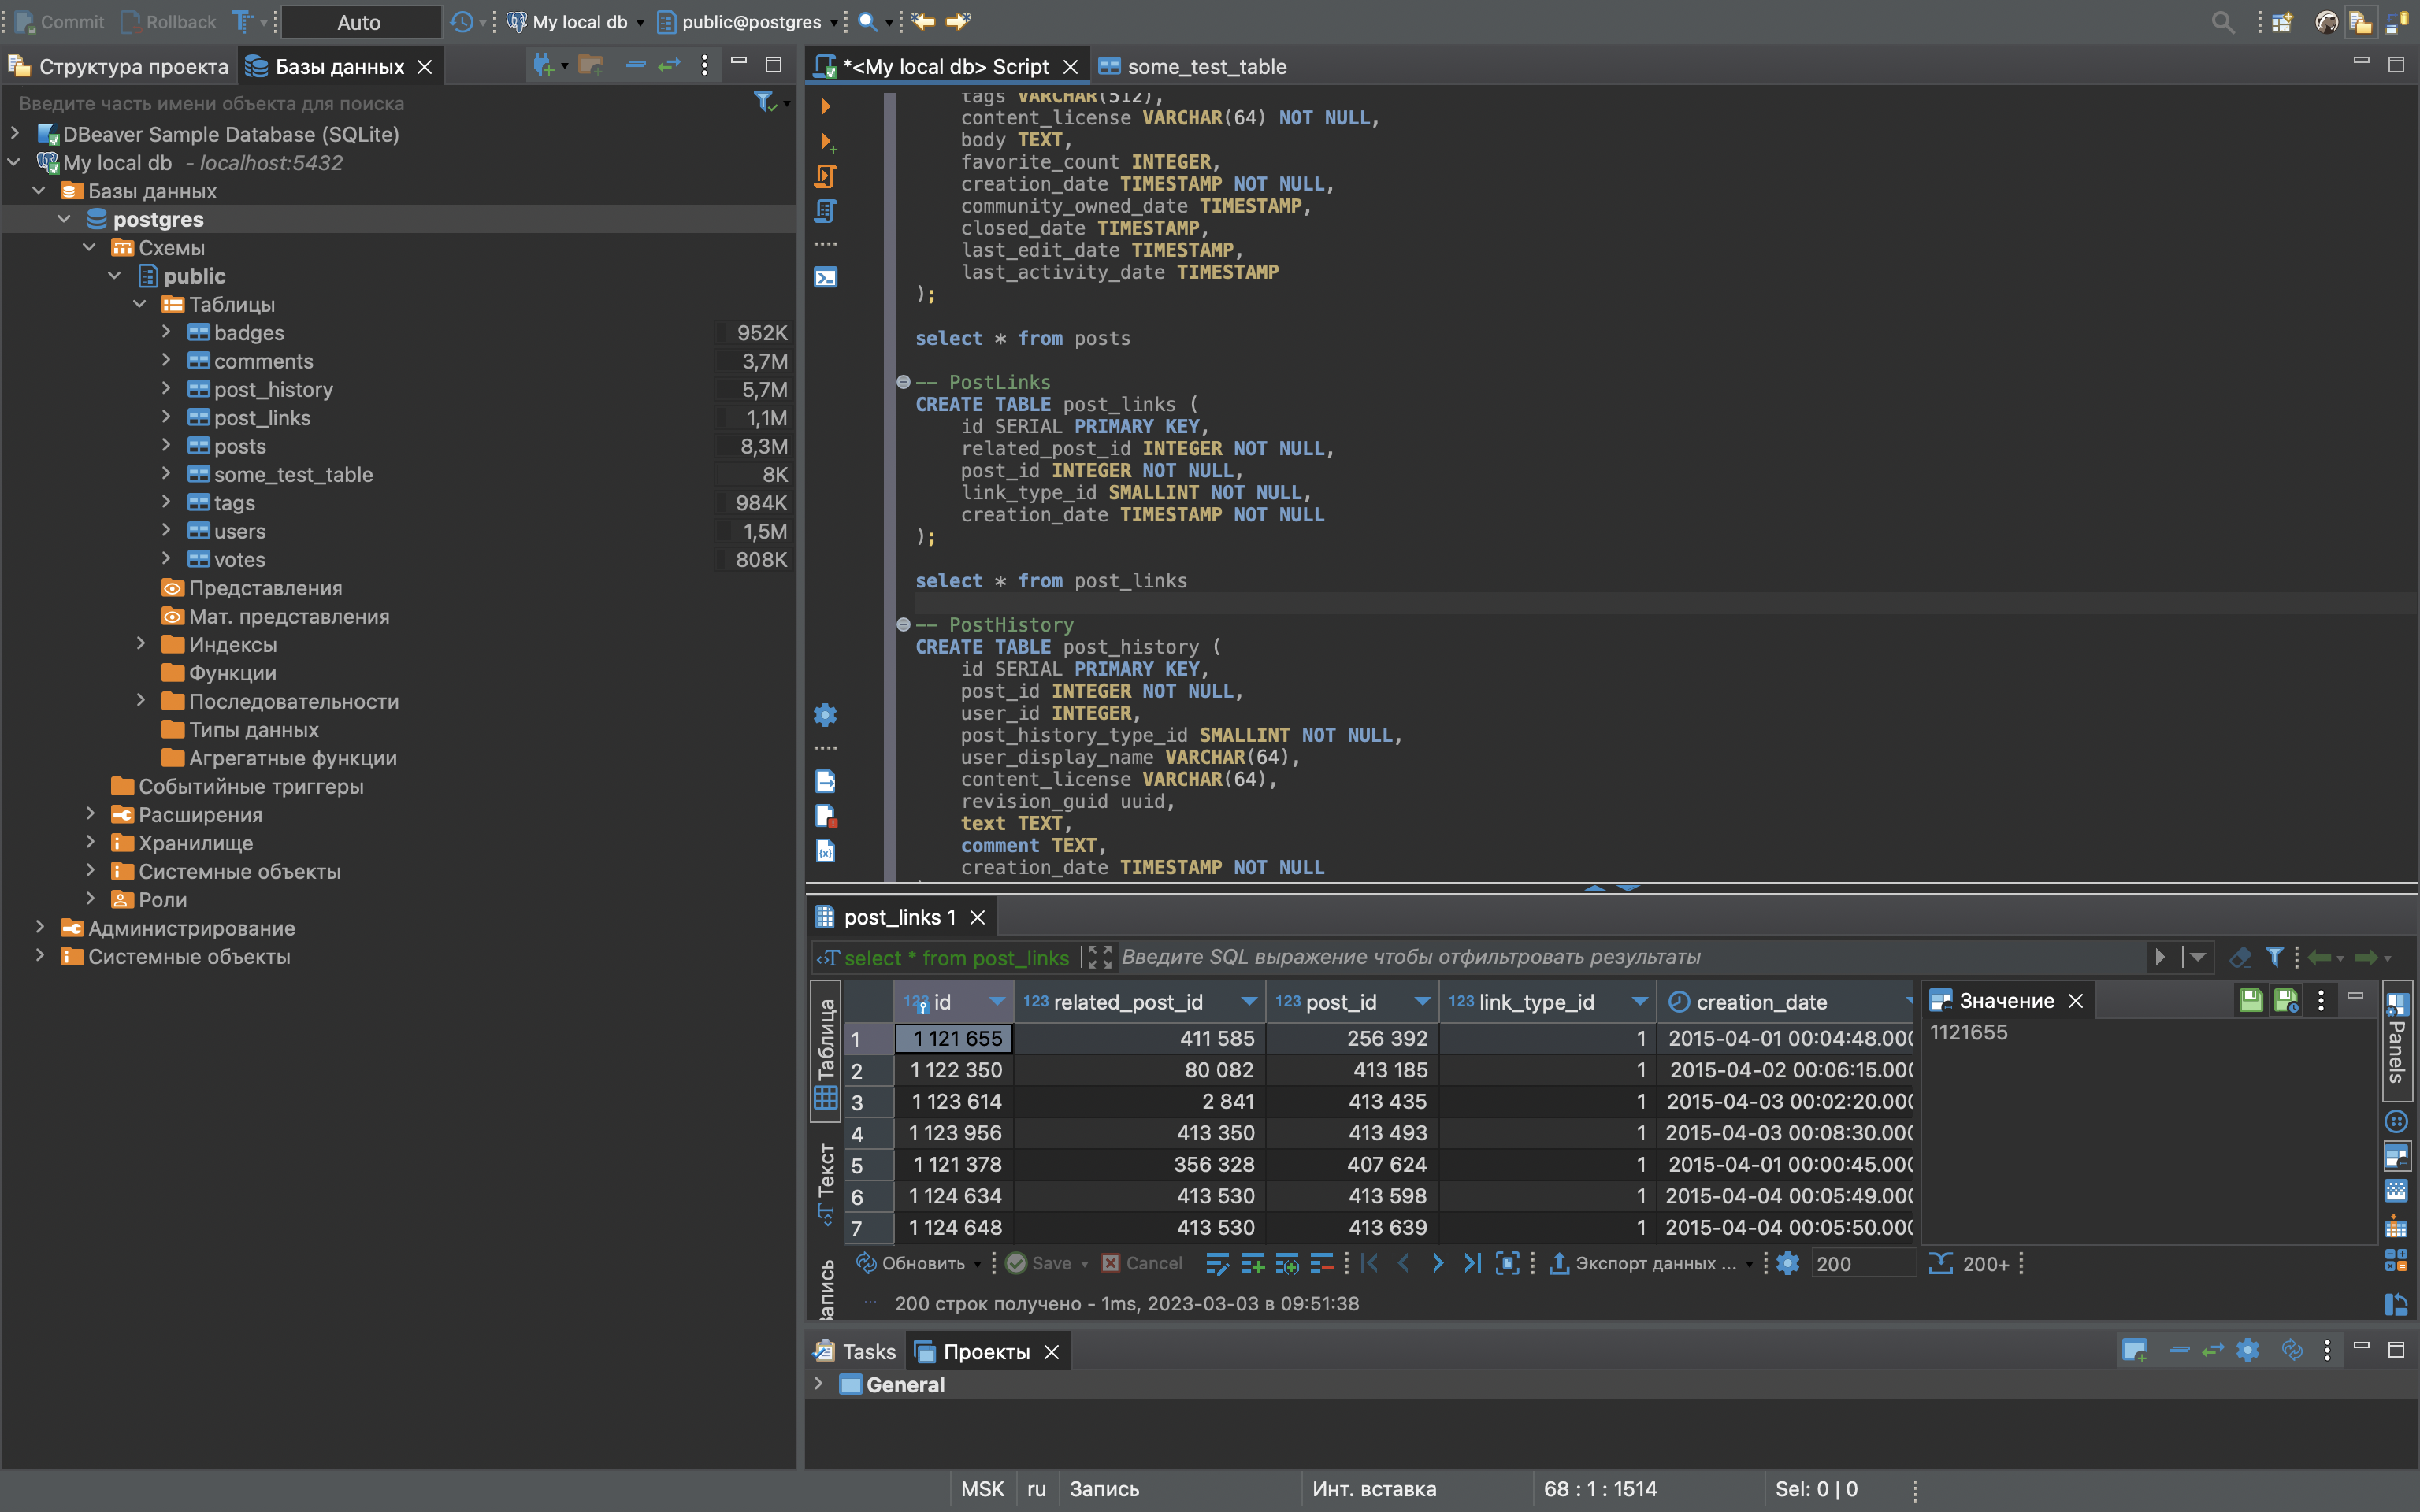 Commit Rollback Auto My local db public@postgres
Структура проекта Базы данных
Введите часть имени объекта для поиска
DBeaver Sample Database (SQLite)
My local db - localhost:5432
Базы данных
postgres
Схемы
public
Таблицы
badges 952K
comments 3,7M
post_history 5,7M
post_links 1,1M
posts 8,3M
some_test_table 8K
tags 984K
users 1,5M
votes 808K
Представления
Мат. представления
Индексы
Функции
Последовательности
Типы данных
Агрегатные функции
Событийные триггеры
Расширения
Хранилище
Системные объекты
Роли
Администрирование
Системные объекты
*<My local db> Script some_test_table
tags VARCHAR(512),
content_license VARCHAR(64) NOT NULL,
body TEXT,
favorite_count INTEGER,
creation_date TIMESTAMP NOT NULL,
community_owned_date TIMESTAMP,
closed_date TIMESTAMP,
last_edit_date TIMESTAMP,
last_activity_date TIMESTAMP
);
select * from posts
-- PostLinks
CREATE TABLE post_links (
id SERIAL PRIMARY KEY,
related_post_id INTEGER NOT NULL,
post_id INTEGER NOT NULL,
link_type_id SMALLINT NOT NULL,
creation_date TIMESTAMP NOT NULL
);
select * from post_links
-- PostHistory
CREATE TABLE post_history (
id SERIAL PRIMARY KEY,
post_id INTEGER NOT NULL,
user_id INTEGER,
post_history_type_id SMALLINT NOT NULL,
user_display_name VARCHAR(64),
content_license VARCHAR(64),
revision_guid uuid,
text TEXT,
comment TEXT,
creation_date TIMESTAMP NOT NULL
post_links 1
select * from post_links Введите SQL выражение чтобы отфильтровать результаты
Таблица
Текст
Запись
123 id 123 related_post_id 123 post_id 123 link_type_id creation_date
1 1 121 655 411 585 256 392 1 2015-04-01 00:04:48.000
2 1 122 350 80 082 413 185 1 2015-04-02 00:06:15.000
3 1 123 614 2 841 413 435 1 2015-04-03 00:02:20.000
4 1 123 956 413 350 413 493 1 2015-04-03 00:08:30.000
5 1 121 378 356 328 407 624 1 2015-04-01 00:00:45.000
6 1 124 634 413 530 413 598 1 2015-04-04 00:05:49.000
7 1 124 648 413 530 413 639 1 2015-04-04 00:05:50.000
Значение
1121655
Panels
Обновить Save Cancel Экспорт данных ... 200 200+
200 строк получено - 1ms, 2023-03-03 в 09:51:38
Tasks Проекты
General
MSK ru Запись Инт. вставка 68 : 1 : 1514 Sel: 0 | 0